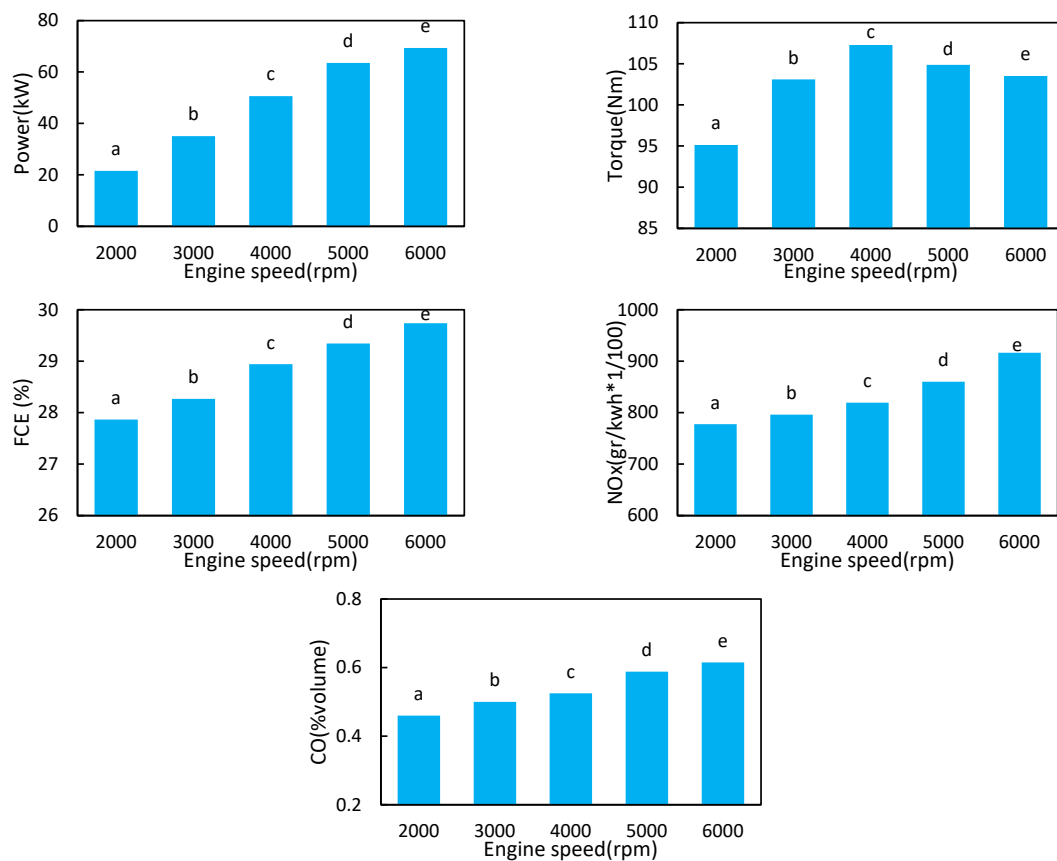 Power(kW)
80
60
40
20
0
a
b
c
d
e
2000 3000 4000 5000 6000
Engine speed(rpm)
Torque(Nm)
110
105
100
95
90
85
a
b
c
d
e
2000 3000 4000 5000 6000
Engine speed(rpm)
FCE (%)
30
29
28
27
26
a
b
c
d
e
2000 3000 4000 5000 6000
Engine speed(rpm)
NOx(gr/kwh*1/100)
1000
900
800
700
600
a
b
c
d
e
2000 3000 4000 5000 6000
Engine speed(rpm)
CO(%volume)
0.8
0.6
0.4
0.2
a
b
c
d
e
2000 3000 4000 5000 6000
Engine speed(rpm)